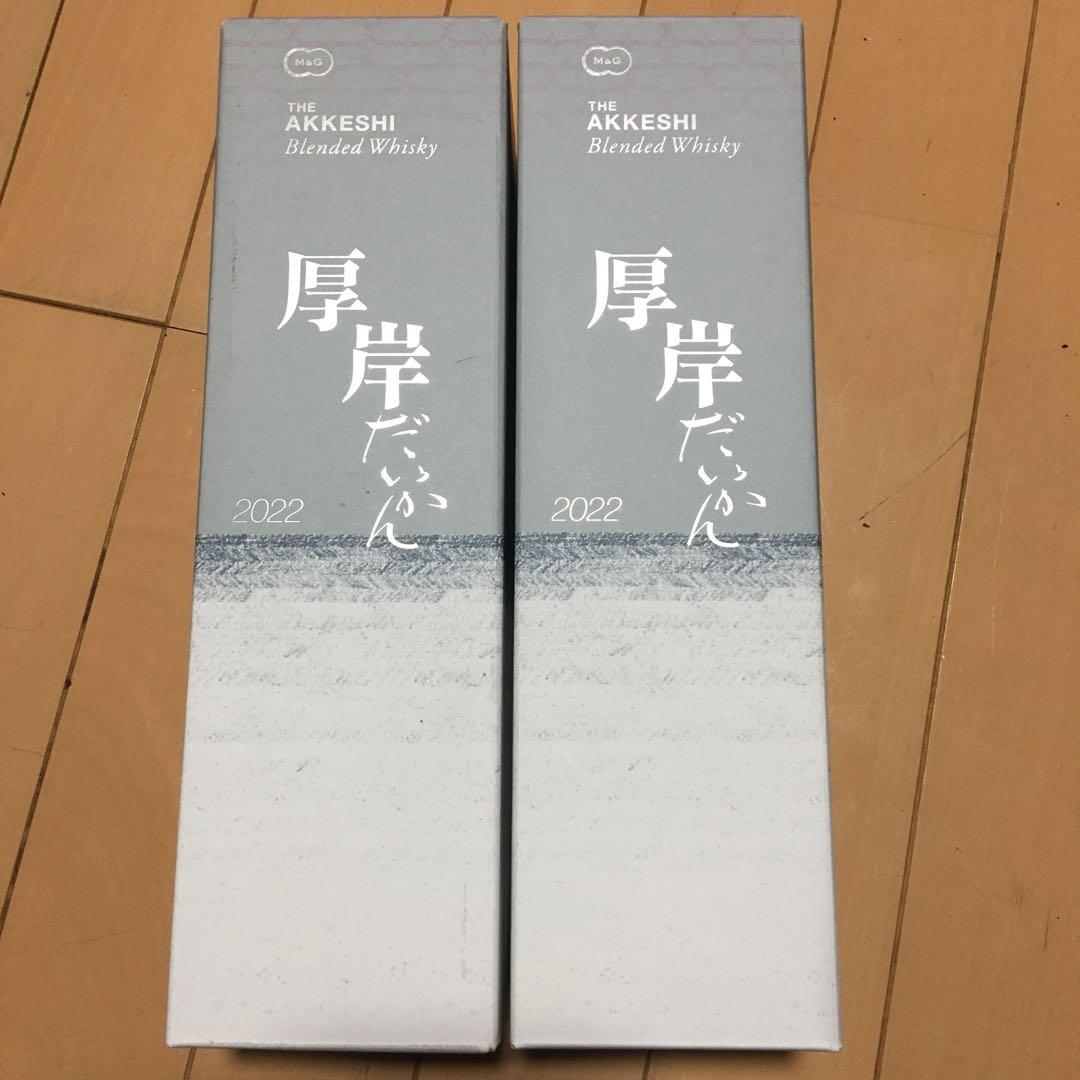 M&G
THE
AKKESHI
Blended Whisky
厚岸だいかん
2022
M&G
THE
AKKESHI
Blended Whisky
厚岸だいかん
2022